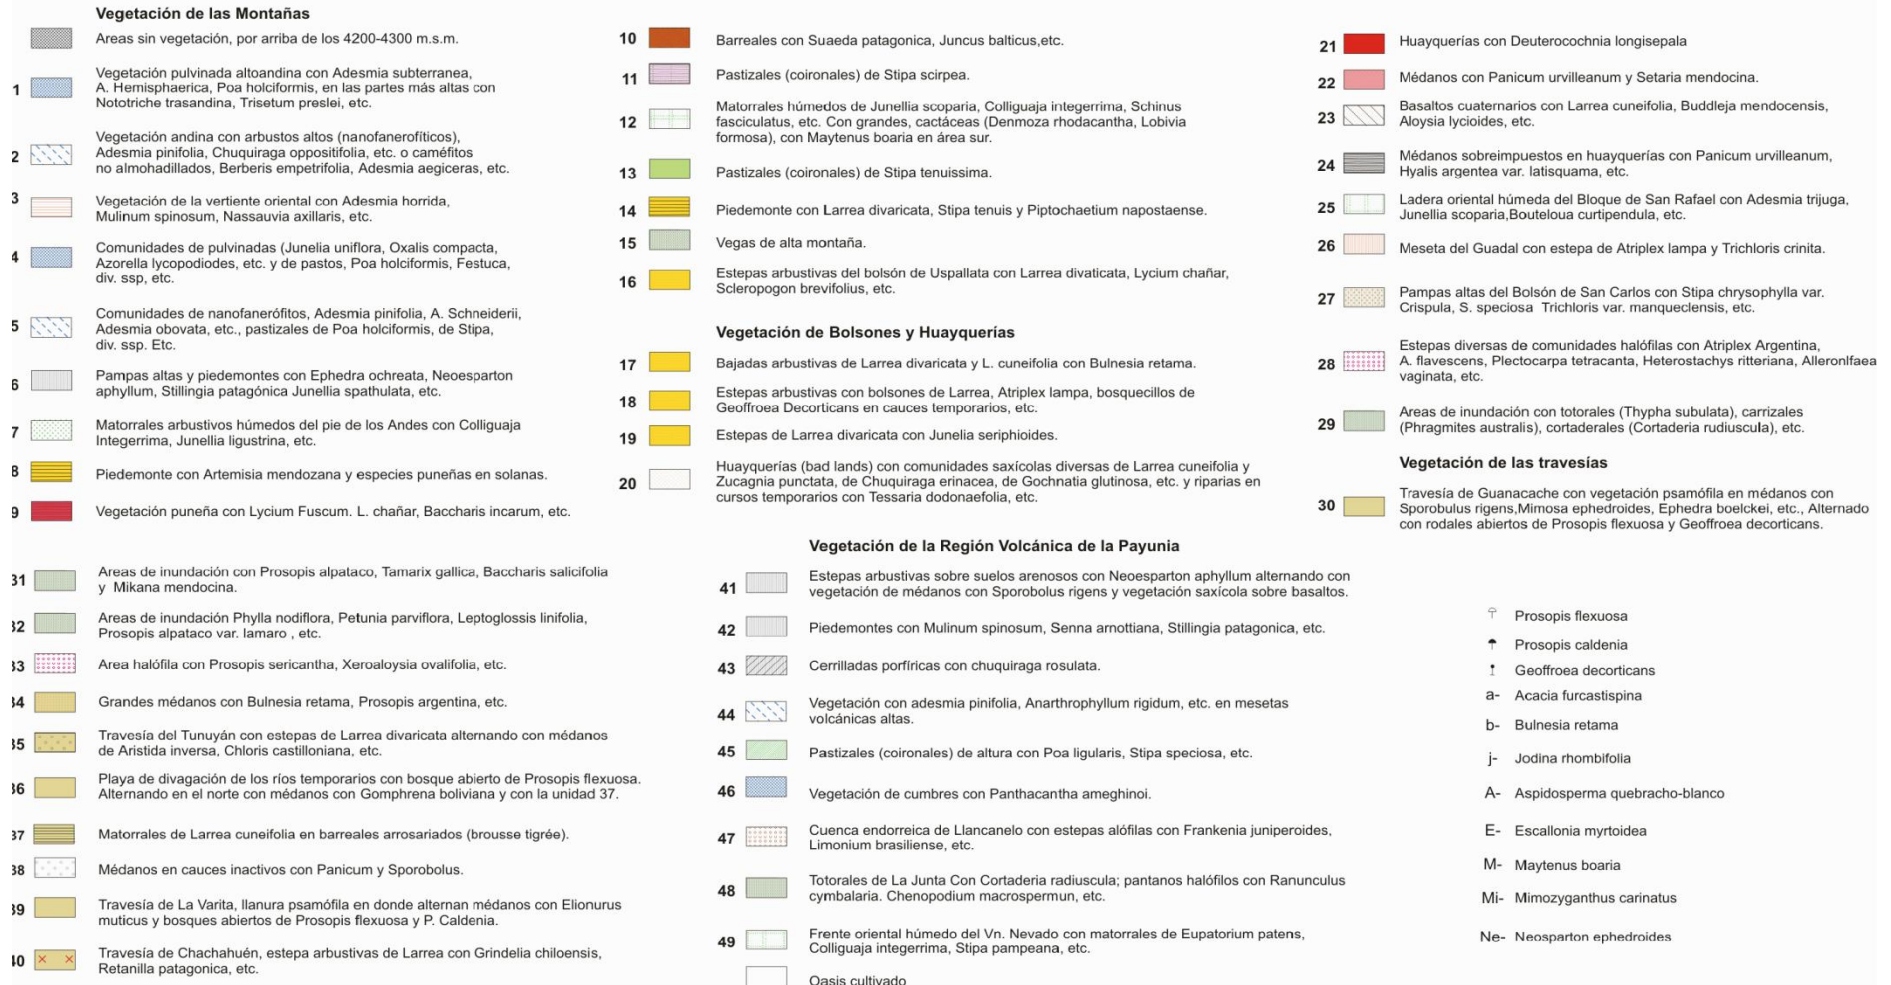 Vegetación de las Montañas
Areas sin vegetación, por arriba de los 4200-4300 m.s.m.
1 Vegetación pulvinada altoandina con Adesmia subterranea,
A. Hemisphaerica, Poa holciformis, en las partes más altas con
Nototriche trasandina, Trisetum preslei, etc.
2 Vegetación andina con arbustos altos (nanofanerofíticos),
Adesmia pinifolia, Chuquiraga oppositifolia, etc. o caméfitos
no almohadillados, Berberis empetrifolia, Adesmia aegiceras, etc.
3 Vegetación de la vertiente oriental con Adesmia horrida,
Mulinum spinosum, Nassauvia axillaris, etc.
4 Comunidades de pulvinadas (Junelia uniflora, Oxalis compacta,
Azorella lycopodiodes, etc. y de pastos, Poa holciformis, Festuca,
div. ssp, etc.
5 Comunidades de nanofanerófitos, Adesmia pinifolia, A. Schneiderii,
Adesmia obovata, etc., pastizales de Poa holciformis, de Stipa,
div. ssp. Etc.
6 Pampas altas y piedemontes con Ephedra ochreata, Neoesparton
aphyllum, Stillingia patagónica Junellia spathulata, etc.
7 Matorrales arbustivos húmedos del pie de los Andes con Colliguaja
Integerrima, Junellia ligustrina, etc.
8 Piedemonte con Artemisia mendozana y especies puneñas en solanas.
9 Vegetación puneña con Lycium Fuscum. L. chañar, Baccharis incarum, etc.
10 Barreales con Suaeda patagonica, Juncus balticus,etc.
11 Pastizales (coironales) de Stipa scirpea.
12 Matorrales húmedos de Junellia scoparia, Colliguaja integerrima, Schinus
fasciculatus, etc. Con grandes, cactáceas (Denmoza rhodacantha, Lobivia
formosa), con Maytenus boaria en área sur.
13 Pastizales (coironales) de Stipa tenuissima.
14 Piedemonte con Larrea divaricata, Stipa tenuis y Piptochaetium napostaense.
15 Vegas de alta montaña.
16 Estepas arbustivas del bolsón de Uspallata con Larrea divaticata, Lycium chañar,
Scleropogon brevifolius, etc.
Vegetación de Bolsones y Huayquerías
17 Bajadas arbustivas de Larrea divaricata y L. cuneifolia con Bulnesia retama.
18 Estepas arbustivas con bolsones de Larrea, Atriplex lampa, bosquecillos de
Geoffroea Decorticans en cauces temporarios, etc.
19 Estepas de Larrea divaricata con Junelia seriphioides.
20 Huayquerías (bad lands) con comunidades saxícolas diversas de Larrea cuneifolia y
Zucagnia punctata, de Chuquiraga erinacea, de Gochnatia glutinosa, etc. y riparias en
cursos temporarios con Tessaria dodonaefolia, etc.
21 Huayquerías con Deuterocochnia longisepala
22 Médanos con Panicum urvilleanum y Setaria mendocina.
23 Basaltos cuaternarios con Larrea cuneifolia, Buddleja mendocensis,
Aloysia lycioides, etc.
24 Médanos sobreimpuestos en huayquerías con Panicum urvilleanum,
Hyalis argentea var. latisquama, etc.
25 Ladera oriental húmeda del Bloque de San Rafael con Adesmia trijuga,
Junellia scoparia,Bouteloua curtipendula, etc.
26 Meseta del Guadal con estepa de Atriplex lampa y Trichloris crinita.
27 Pampas altas del Bolsón de San Carlos con Stipa chrysophylla var.
Crispula, S. speciosa Trichloris var. manqueclensis, etc.
28 Estepas diversas de comunidades halófilas con Atriplex Argentina,
A. flavescens, Plectocarpa tetracanta, Heterostachys ritteriana, Alleronlfaea
vaginata, etc.
29 Areas de inundación con totorales (Thypha subulata), carrizales
(Phragmites australis), cortaderales (Cortaderia rudiuscula), etc.
Vegetación de las travesías
30 Travesía de Guanacache con vegetación psamófila en médanos con
Sporobulus rigens,Mimosa ephedroides, Ephedra boelckei, etc., Alternado
con rodales abiertos de Prosopis flexuosa y Geoffroea decorticans.
31 Areas de inundación con Prosopis alpataco, Tamarix gallica, Baccharis salicifolia
y Mikana mendocina.
32 Areas de inundación Phylla nodiflora, Petunia parviflora, Leptoglossis linifolia,
Prosopis alpataco var. lamaro , etc.
33 Area halófila con Prosopis sericantha, Xeroaloysia ovalifolia, etc.
34 Grandes médanos con Bulnesia retama, Prosopis argentina, etc.
35 Travesía del Tunuyán con estepas de Larrea divaricata alternando con médanos
de Aristida inversa, Chloris castilloniana, etc.
36 Playa de divagación de los ríos temporarios con bosque abierto de Prosopis flexuosa.
Alternando en el norte con médanos con Gomphrena boliviana y con la unidad 37.
37 Matorrales de Larrea cuneifolia en barreales arrosariados (brousse tigrée).
38 Médanos en cauces inactivos con Panicum y Sporobolus.
39 Travesía de La Varita, llanura psamófila en donde alternan médanos con Elionurus
muticus y bosques abiertos de Prosopis flexuosa y P. Caldenia.
40 Travesía de Chachahuén, estepa arbustivas de Larrea con Grindelia chiloensis,
Retanilla patagonica, etc.
Vegetación de la Región Volcánica de la Payunia
41 Estepas arbustivas sobre suelos arenosos con Neoesparton aphyllum alternando con
vegetación de médanos con Sporobolus rigens y vegetación saxícola sobre basaltos.
42 Piedemontes con Mulinum spinosum, Senna arnottiana, Stillingia patagonica, etc.
43 Cerrilladas porfíricas con chuquiraga rosulata.
44 Vegetación con adesmia pinifolia, Anarthrophyllum rigidum, etc. en mesetas
volcánicas altas.
45 Pastizales (coironales) de altura con Poa ligularis, Stipa speciosa, etc.
46 Vegetación de cumbres con Panthacantha ameghinoi.
47 Cuenca endorreica de Llancanelo con estepas alófilas con Frankenia juniperoides,
Limonium brasiliense, etc.
48 Totorales de La Junta Con Cortaderia radiuscula; pantanos halófilos con Ranunculus
cymbalaria. Chenopodium macrospermun, etc.
49 Frente oriental húmedo del Vn. Nevado con matorrales de Eupatorium patens,
Colliguaja integerrima, Stipa pampeana, etc.
Oasis cultivado
Prosopis flexuosa
Prosopis caldenia
Geoffroea decorticans
a- Acacia furcastispina
b- Bulnesia retama
j- Jodina rhombifolia
A- Aspidosperma quebracho-blanco
E- Escallonia myrtoidea
M- Maytenus boaria
Mi- Mimozyganthus carinatus
Ne- Neosparton ephedroides